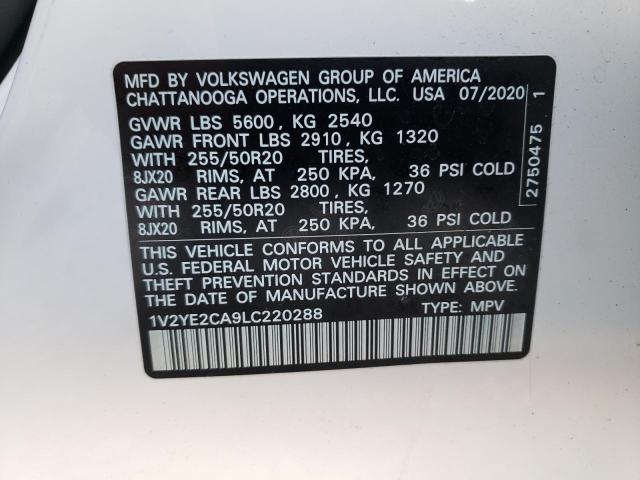 MFD BY VOLKSWAGEN GROUP OF AMERICA
CHATTANOOGA OPERATIONS, LLC. USA 07/2020
GVWR LBS 5600, KG 2540
GAWR FRONT LBS 2910, KG 1320
WITH 255/50R20 TIRES,
8JX20 RIMS, AT 250 KPA, 36 PSI COLD
GAWR REAR LBS 2800, KG 1270
WITH 255/50R20 TIRES,
8JX20 RIMS, AT 250 KPA, 36 PSI COLD
THIS VEHICLE CONFORMS TO ALL APPLICABLE
U.S. FEDERAL MOTOR VEHICLE SAFETY AND
THEFT PREVENTION STANDARDS IN EFFECT ON
DATE OF MANUFACTURE SHOWN ABOVE.
1V2YE2CA9LC220288 TYPE: MPV
2750475 1